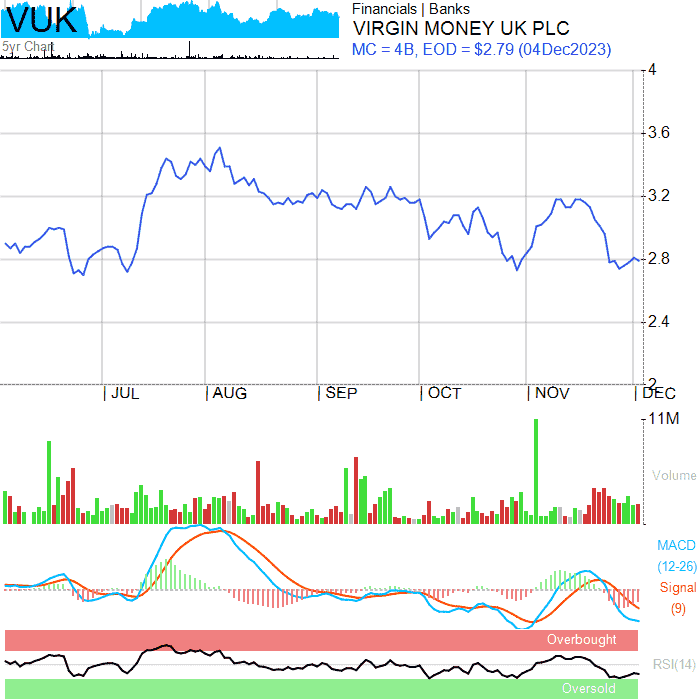 VUK
5yr Chart
Financials | Banks
VIRGIN MONEY UK PLC
MC = 4B, EOD = $2.79 (04Dec2023)
4
3.6
3.2
2.8
2.4
2
| JUL | AUG | SEP | OCT | NOV | DEC
11M
Volume
MACD
(12-26)
Signal
(9)
Overbought
RSI(14)
Oversold